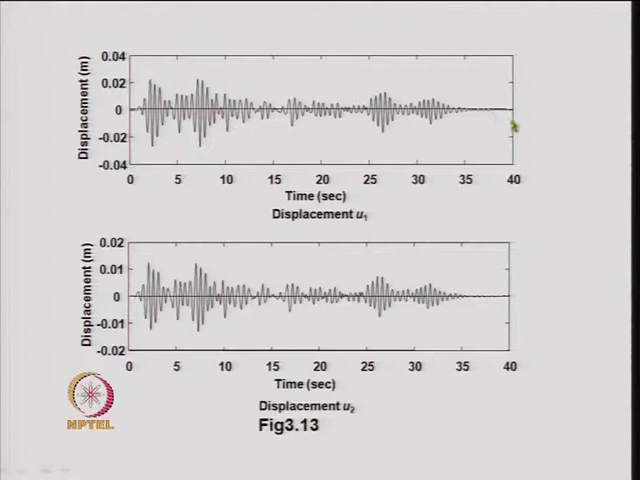 0.04
0.02
0
-0.02
-0.04
Displacement (m)
0 5 10 15 20 25 30 35 40
Time (sec)
Displacement u1
0.02
0.01
0
-0.01
-0.02
Displacement (m)
0 5 10 15 20 25 30 35 40
Time (sec)
Displacement u2
Fig3.13
NPTEL